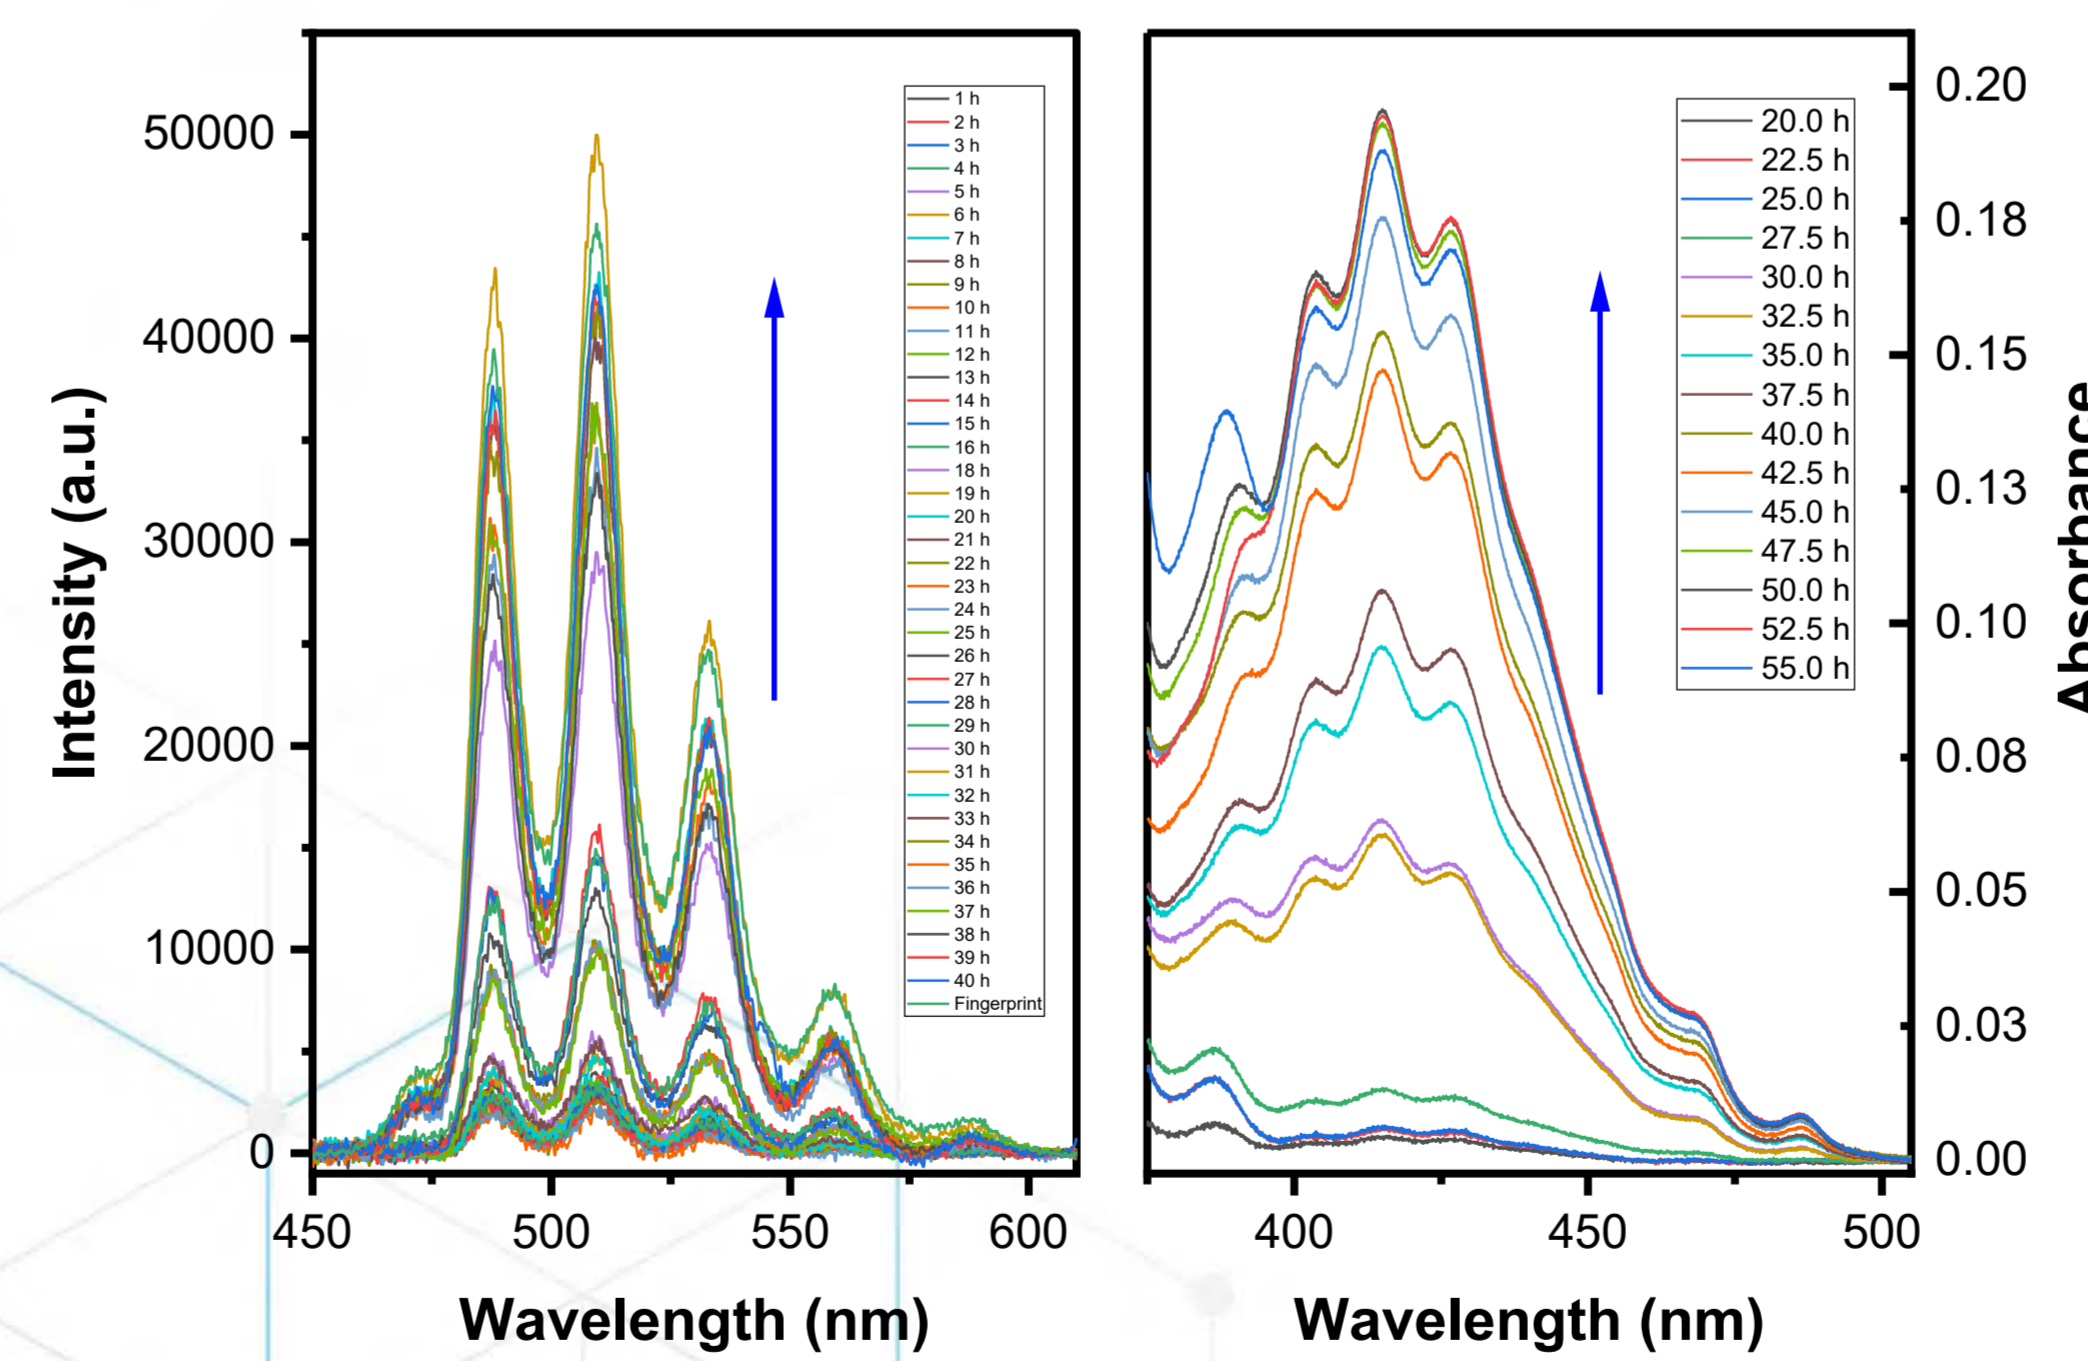 Intensity (a.u.)
50000
40000
30000
20000
10000
0
450
500
550
600
Wavelength (nm)
1 h
2 h
3 h
4 h
5 h
6 h
7 h
8 h
9 h
10 h
11 h
12 h
13 h
14 h
15 h
16 h
18 h
19 h
20 h
21 h
22 h
23 h
24 h
25 h
26 h
27 h
28 h
29 h
30 h
31 h
32 h
33 h
34 h
35 h
36 h
37 h
38 h
39 h
40 h
Fingerprint
20.0 h
22.5 h
25.0 h
27.5 h
30.0 h
32.5 h
35.0 h
37.5 h
40.0 h
42.5 h
45.0 h
47.5 h
50.0 h
52.5 h
55.0 h
0.20
0.18
0.15
0.13
0.10
0.08
0.05
0.03
0.00
Absorbance
400
450
500
Wavelength (nm)